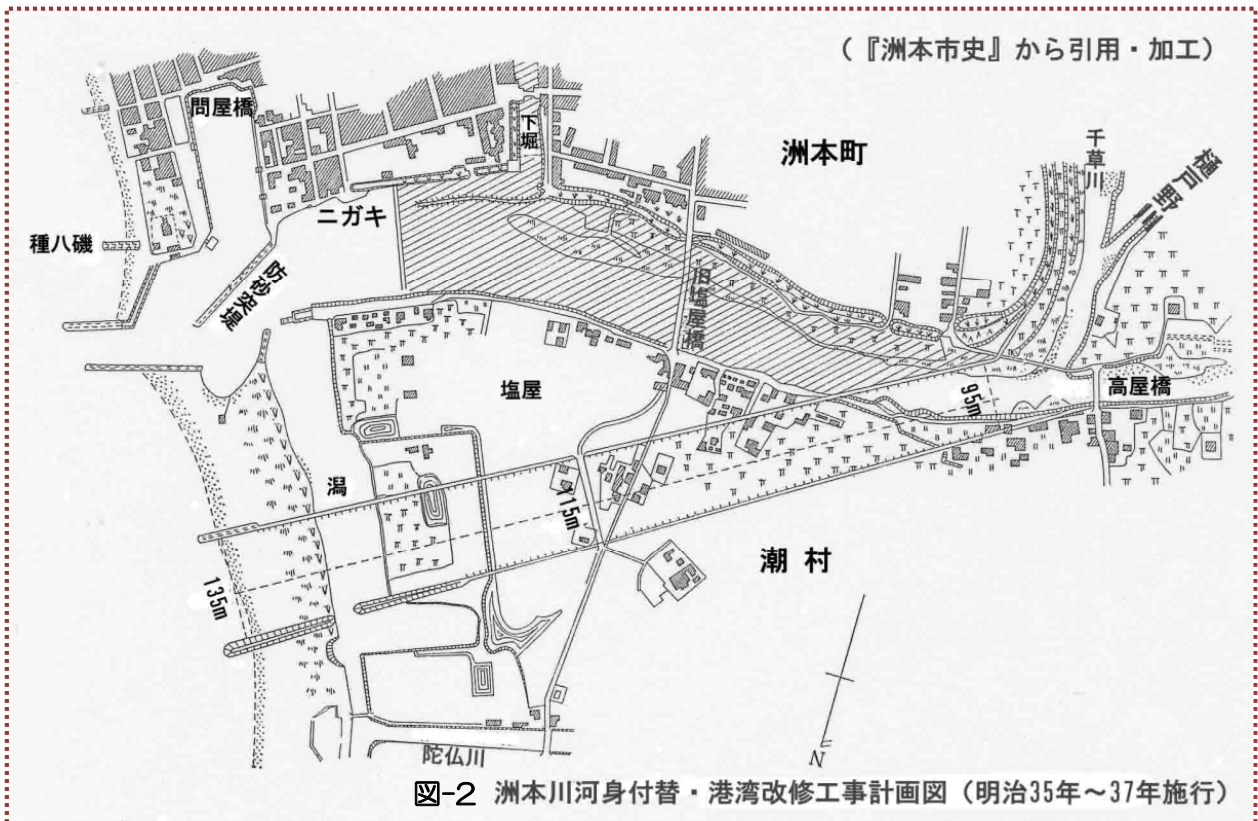 （『洲本市史』から引用・加工）
問屋橋
下堀
洲本町
千草川
樋戸野川
ニガキ
種八磯
防砂突堤
旧塩屋橋
塩屋
95m
高屋橋
潟
115m
潮村
135m
N
陀仏川
図-2 洲本川河身付替・港湾改修工事計画図（明治35年～37年施行）